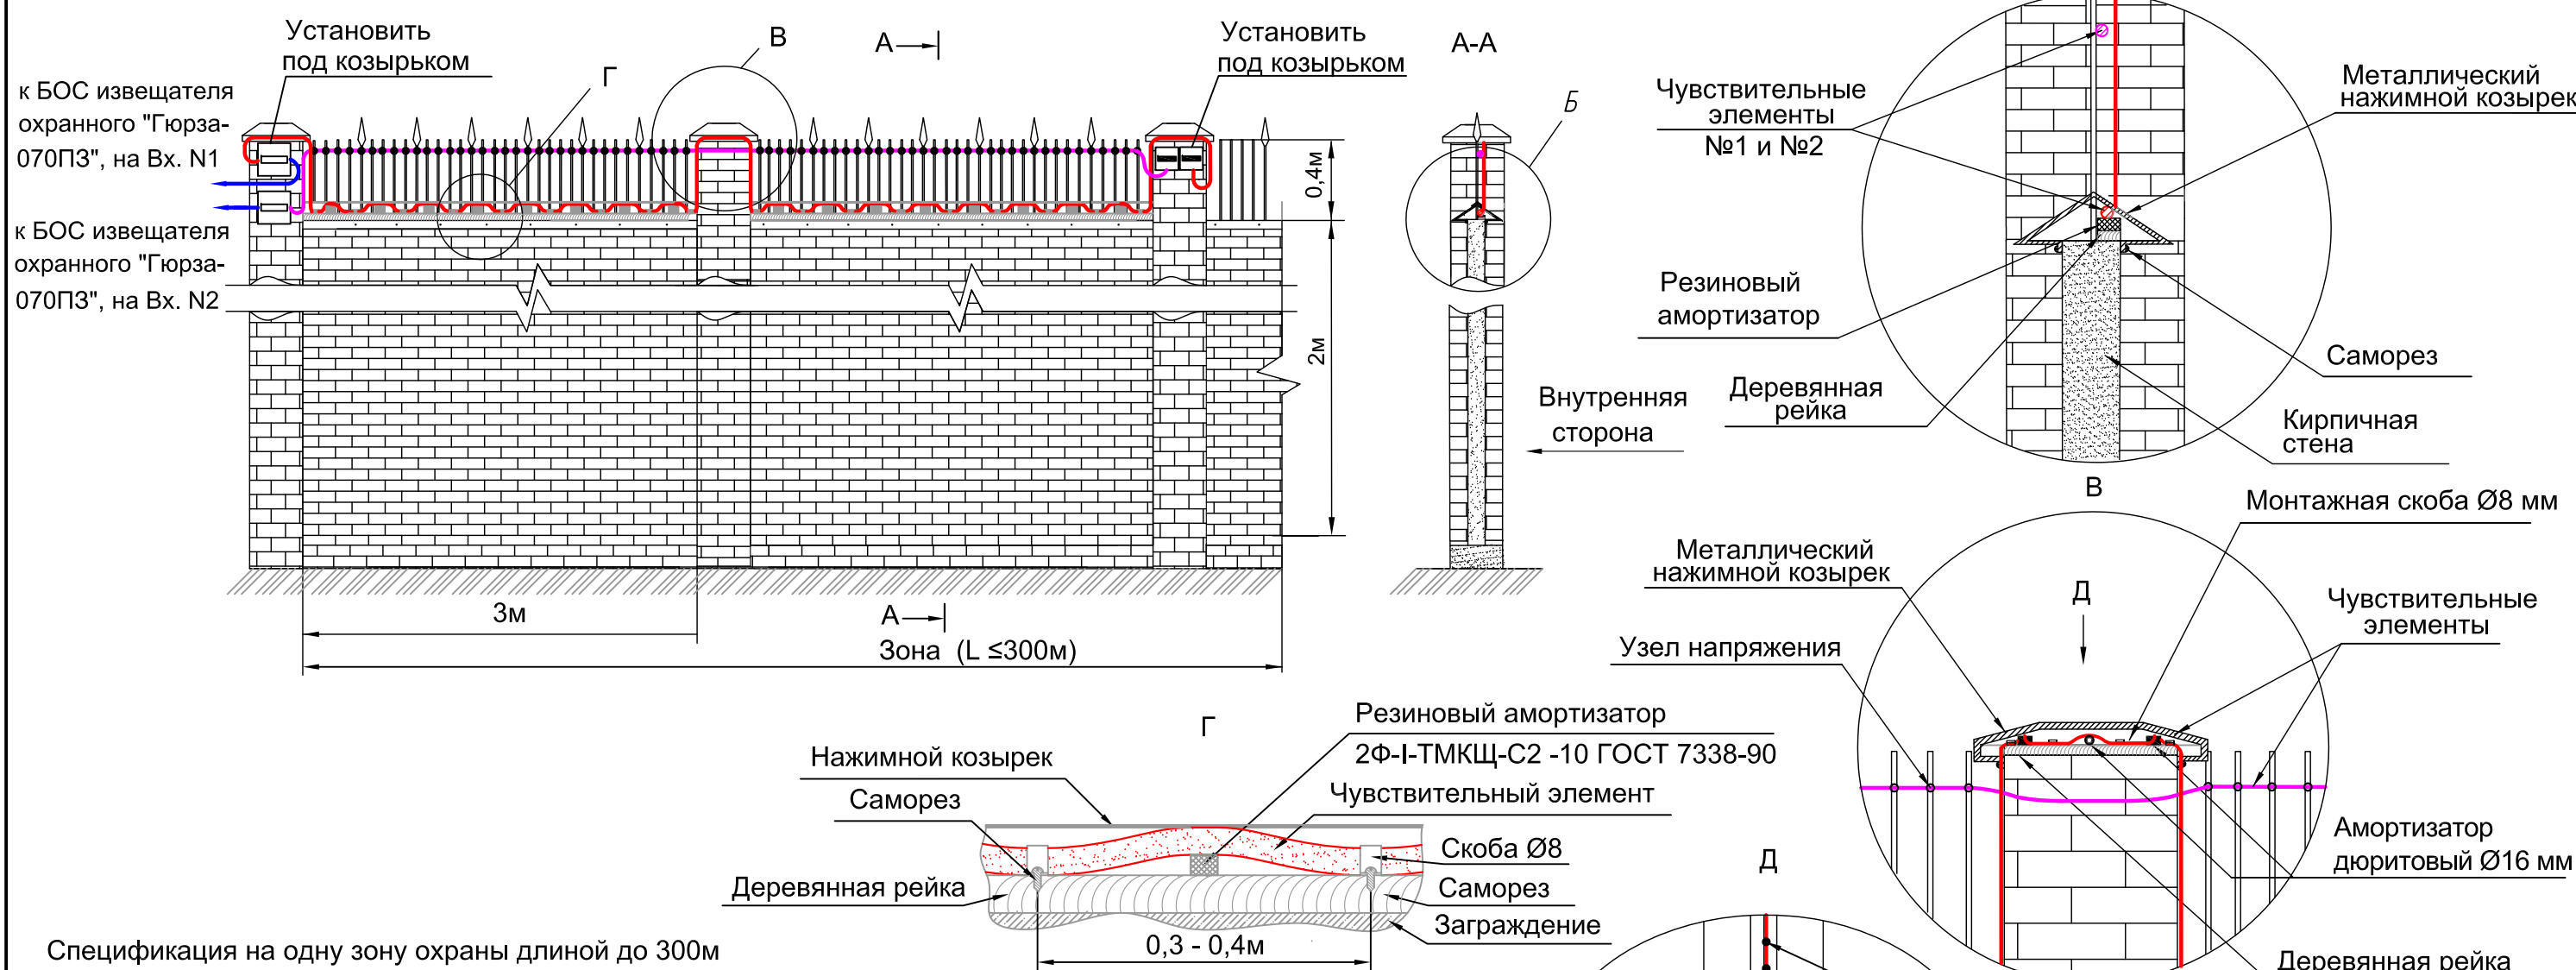 Установить
под козырьком
к БОС извещателя
охранного "Гюрза-
070ПЗ", на Вх. N1
к БОС извещателя
охранного "Гюрза-
070ПЗ", на Вх. N2
Г
В
А
Установить
под козырьком
0,4м
2м
3м
А
Зона (L ≤300м)
А-А
Б
Внутренняя
сторона
Чувствительные
элементы
№1 и №2
Металлический
нажимной козырек
Резиновый
амортизатор
Деревянная
рейка
Саморез
Кирпичная
стена
В
Монтажная скоба Ø8 мм
Металлический
нажимной козырек
Д
Чувствительные
элементы
Узел напряжения
Амортизатор
дюритовый Ø16 мм
Деревянная рейка
Г
Резиновый амортизатор
2Ф-I-ТМКЩ-С2 -10 ГОСТ 7338-90
Нажимной козырек
Чувствительный элемент
Саморез
Скоба Ø8
Деревянная рейка
Саморез
Заграждение
0,3 - 0,4м
Д
Спецификация на одну зону охраны длиной до 300м